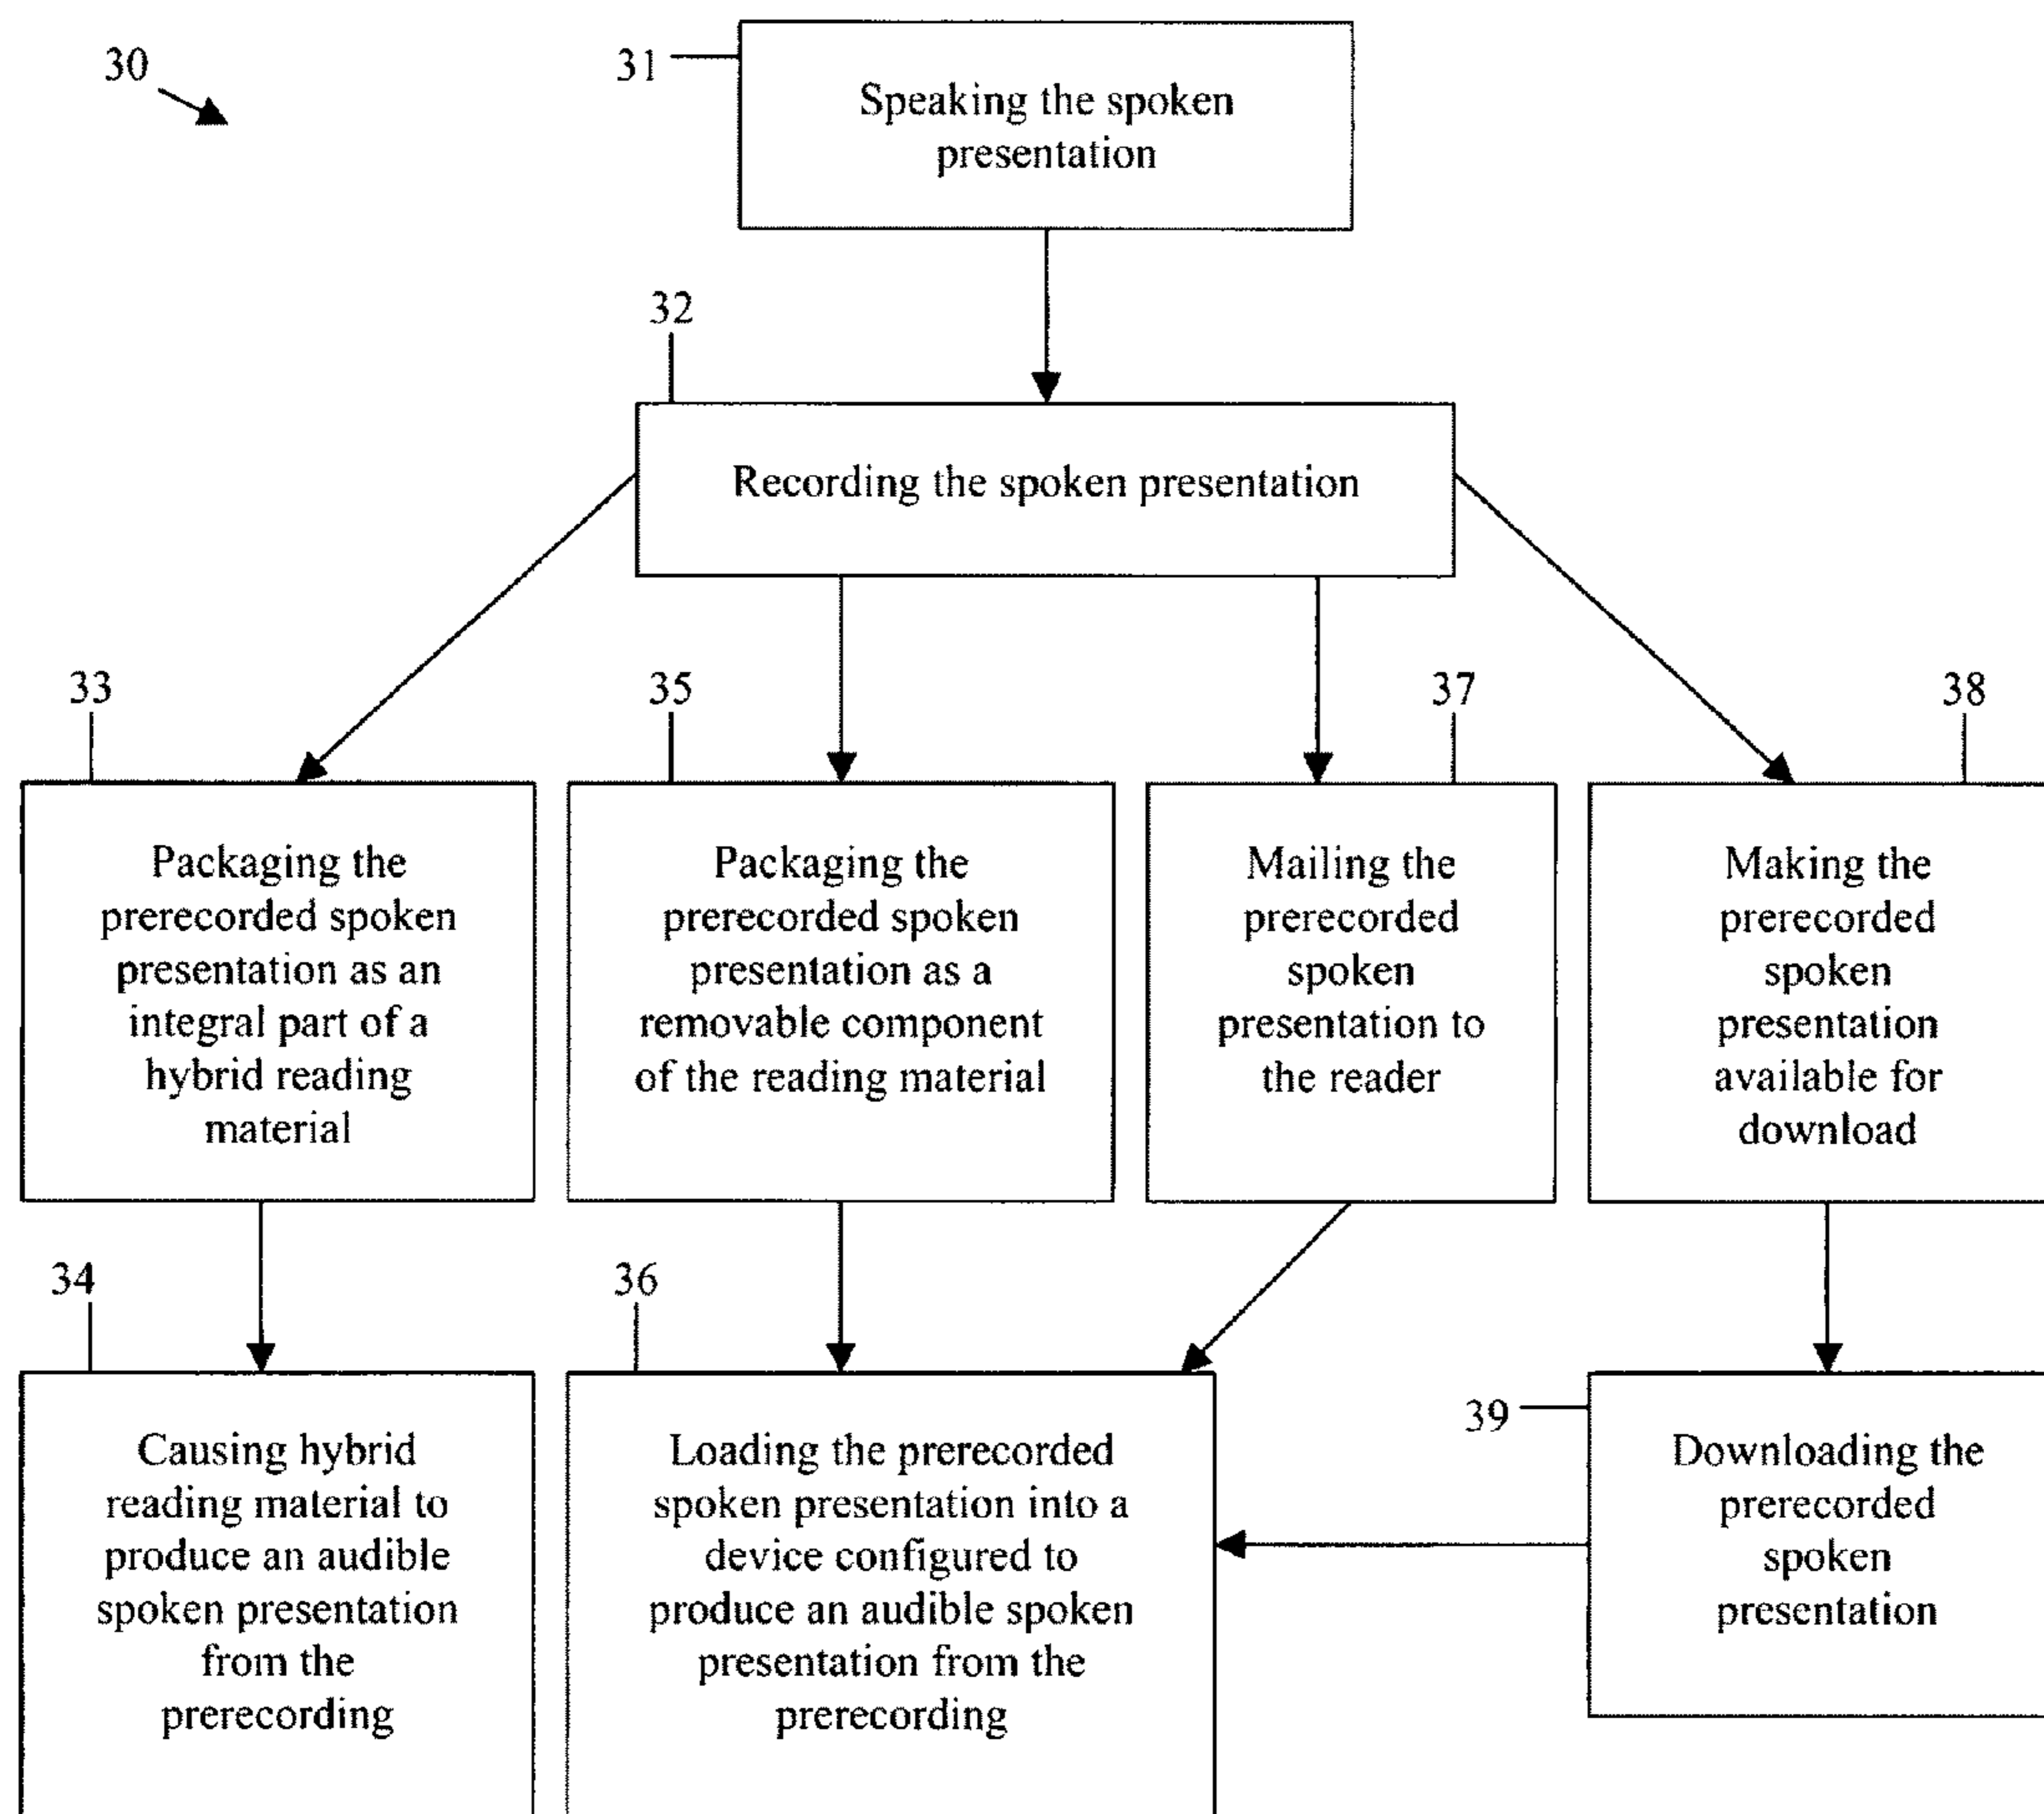 30
31
Speaking the spoken
presentation
32
Recording the spoken presentation
33
Packaging the
prerecorded spoken
presentation as an
integral part of a
hybrid reading
material
35
Packaging the
prerecorded spoken
presentation as a
removable component
of the reading material
37
Mailing the
prerecorded
spoken
presentation to
the reader
38
Making the
prerecorded
spoken
presentation
available for
download
34
Causing hybrid
reading material to
produce an audible
spoken presentation
from the
prerecording
36
Loading the prerecorded
spoken presentation into a
device configured to
produce an audible spoken
presentation from the
prerecording
39
Downloading the
prerecorded
spoken
presentation